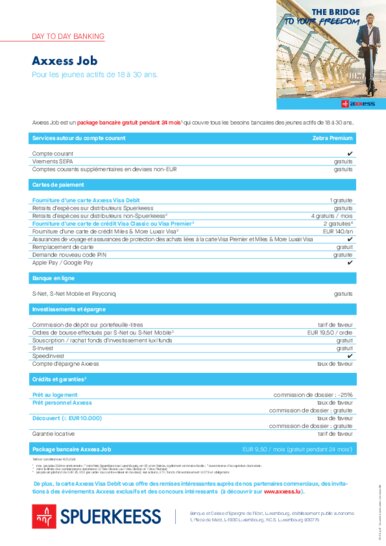 THE BRIDGE
TO YOUR FREEDOM
axxess
DAY TO DAY BANKING
Axxess Job
Pour les jeunes actifs de 18 à 30 ans.
Axxess Job est un package bancaire gratuit pendant 24 mois¹ qui couvre tous les besoins bancaires des jeunes actifs de 18 à 30 ans.
Services autour du compte courant Zebra Premium
Compte courant ✔
Virements SEPA gratuits
Comptes courants supplémentaires en devises non-EUR gratuits
Cartes de paiement
Fourniture d'une carte Axxess Visa Debit 1 gratuite
Retraits d'espèces sur distributeurs Spuerkeess gratuits
Retraits d'espèces sur distributeurs non-Spuerkeess 4 gratuits / mois
Fourniture d'une carte de crédit Visa Classic ou Visa Premier 2 gratuites
Fourniture d'une carte de crédit Miles & More Luxair Visa EUR 140/an
Assurances de voyage et assurances de protection des achats liées à la carte Visa Premier et Miles & More Luxair Visa ✔
Remplacement de carte gratuit
Demande nouveau code PIN gratuite
Apple Pay / Google Pay ✔
Banque en ligne
S-Net, S-Net Mobile et Payconiq gratuits
Investissements et épargne
Commission de dépôt sur portefeuille-titres tarif de faveur
Ordres de bourse effectués par S-Net ou S-Net Mobile EUR 19,50 / ordre
Souscription / rachat fonds d'investissement lux|funds gratuit
S-Invest gratuit
Speedinvest ✔
Compte d'épargne Axxess taux de faveur
Crédits et garanties
Prêt au logement commission de dossier : -25%
Prêt personnel Axxess taux de faveur
commission de dossier : gratuite
Découvert (≤ EUR 10.000) taux de faveur
commission de dossier : gratuite
Garantie locative tarif de faveur
Package bancaire Axxess Job EUR 9,50 / mois (gratuit pendant 24 mois¹)
De plus, la carte Axxess Visa Debit vous offre des remises intéressantes auprès de nos partenaires commerciaux, des invita-
tions à des événements Axxess exclusifs et des concours intéressants (à découvrir sur www.axxess.lu).
SPUERKEESS
Banque et Caisse d'Epargne de l'Etat, Luxembourg, établissement public autonome
1, Place de Metz, L-1930 Luxembourg, R.C.S. Luxembourg B30775